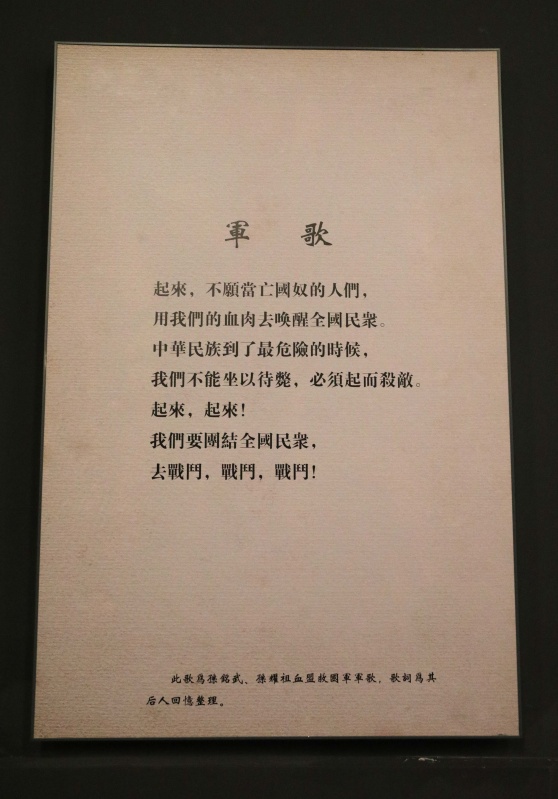 軍 歌
起來，不願當亡國奴的人們，
用我們的血肉去唤醒全國民衆。
中華民族到了最危險的時候，
我們不能坐以待斃，必須起而殺敵。
起來，起來！
我們要團結全國民衆，
去戰鬥，戰鬥，戰鬥！
此歌爲孫銘武、孫耀祖血盟救國軍軍歌，歌詞爲其
后人回憶整理。